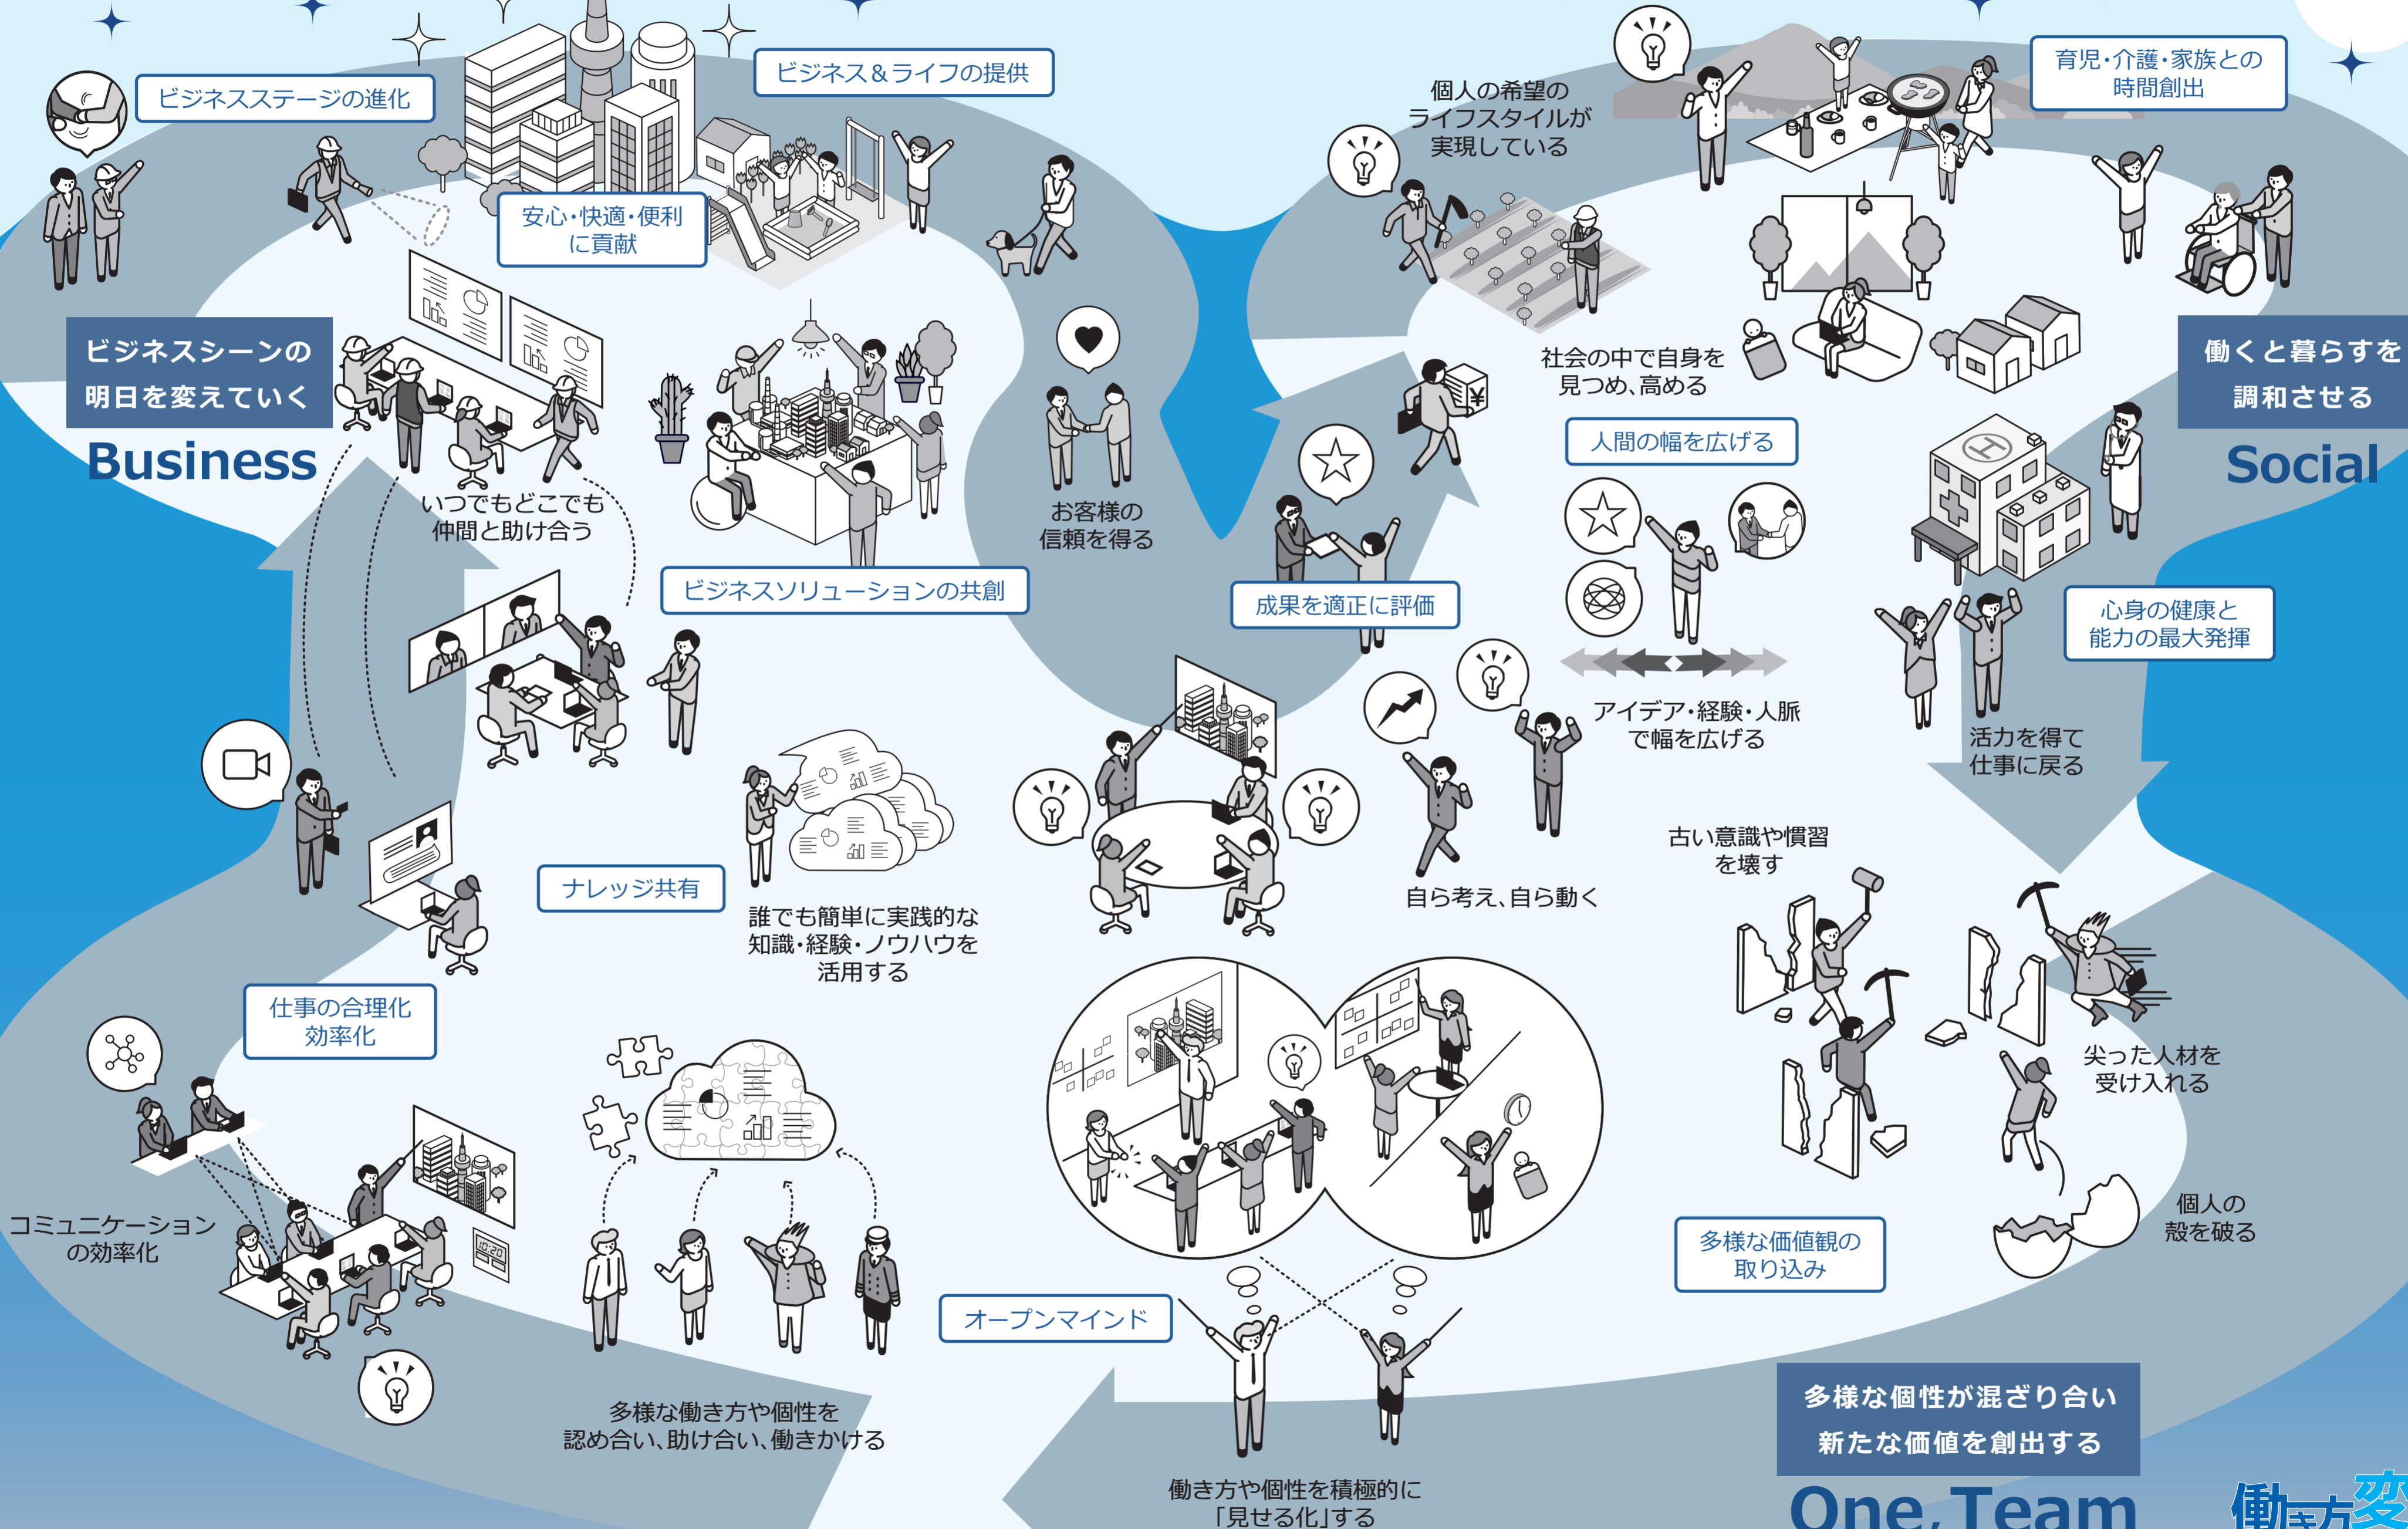 ビジネスステージの進化
ビジネス＆ライフの提供
安心・快適・便利
に貢献
ビジネスシーンの
明日を変えていく
Business
いつでもどこでも
仲間と助け合う
お客様の
信頼を得る
ビジネスソリューションの共創
ナレッジ共有
誰でも簡単に実践的な
知識・経験・ノウハウを
活用する
仕事の合理化
効率化
コミュニケーション
の効率化
10:20
多様な働き方や個性を
認め合い、助け合い、働きかける
個人の希望の
ライフスタイルが
実現している
育児・介護・家族との
時間創出
働くと暮らすを
調和させる
Social
社会の中で自身を
見つめ、高める
¥
人間の幅を広げる
H
成果を適正に評価
アイデア・経験・人脈
で幅を広げる
心身の健康と
能力の最大発揮
活力を得て
仕事に戻る
自ら考え、自ら動く
古い意識や慣習
を壊す
尖った人材を
受け入れる
個人の
殻を破る
多様な価値観の
取り込み
オープンマインド
働き方や個性を積極的に
「見せる化」する
多様な個性が混ざり合い
新たな価値を創出する
One, Team
働き方変